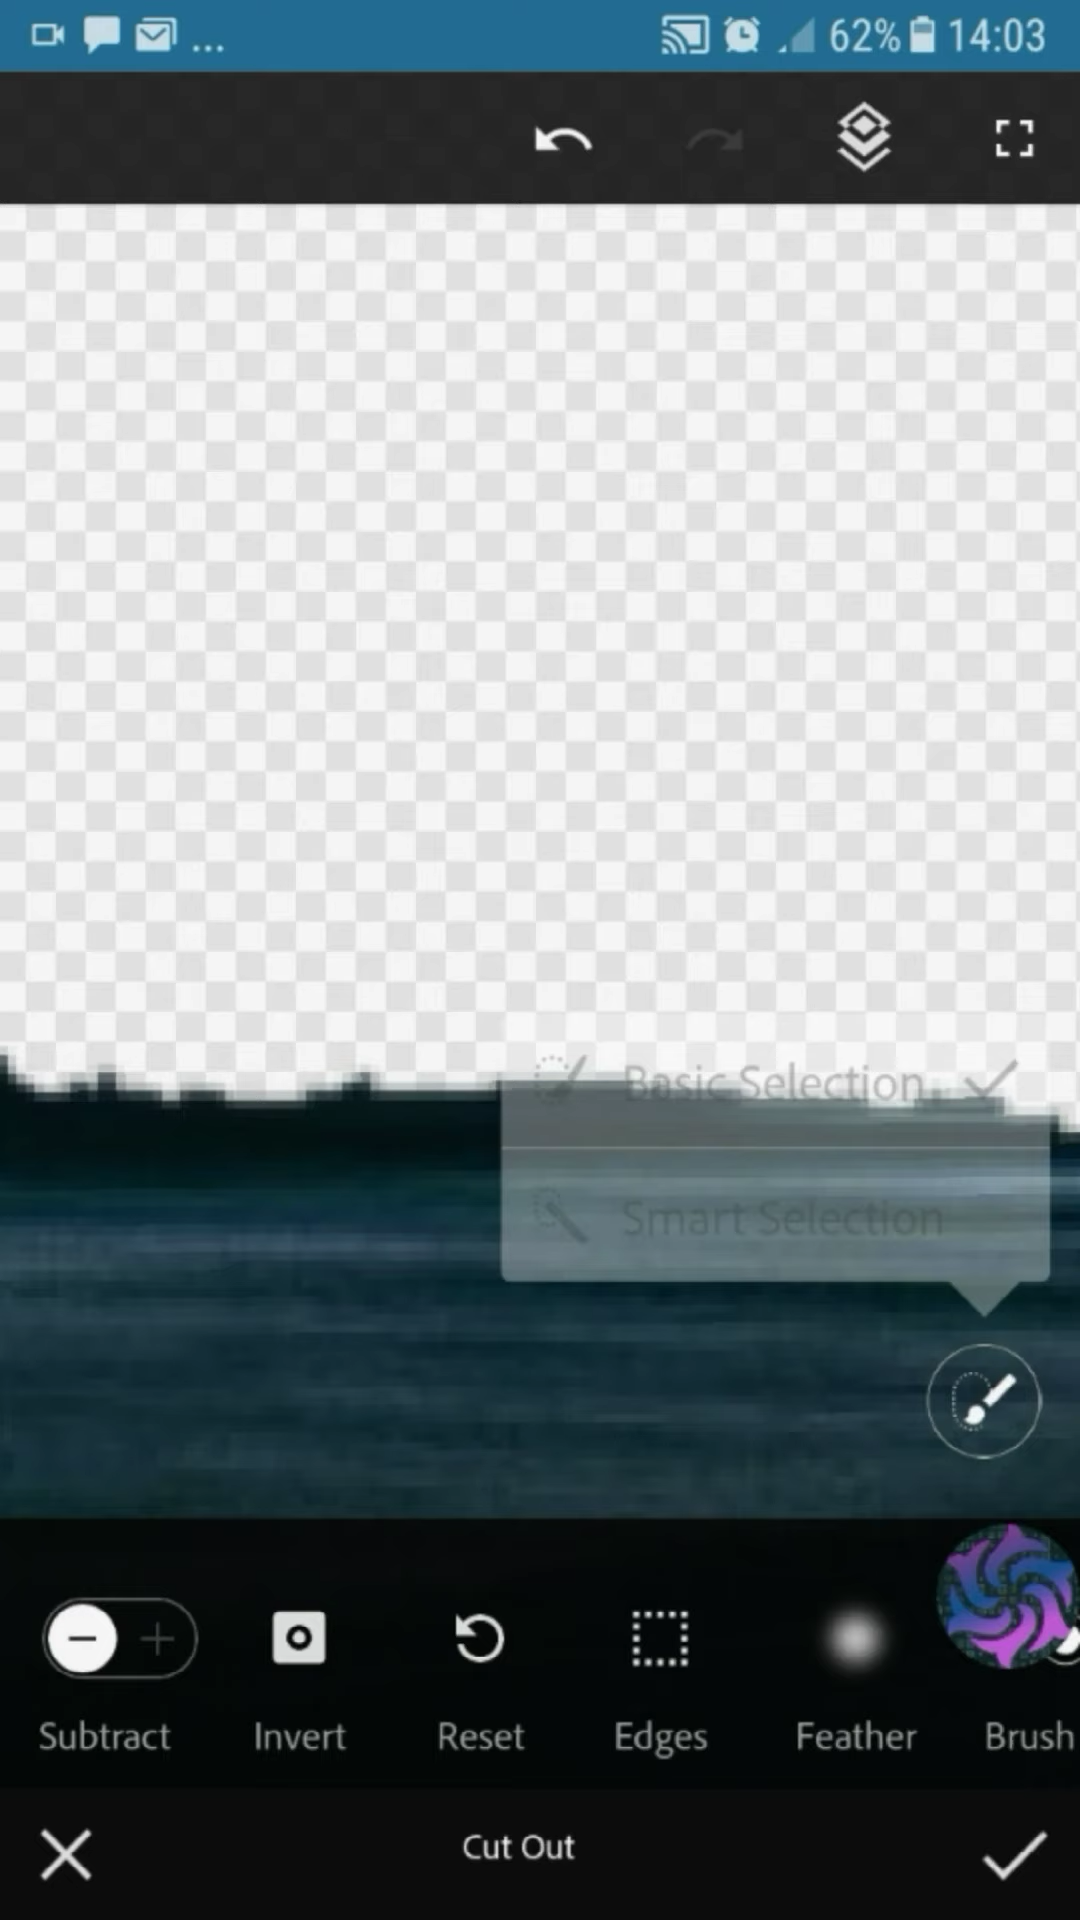 ... 62% 14:03
Basic Selection
Smart Selection
Subtract Invert Reset Edges Feather Brush
Cut Out